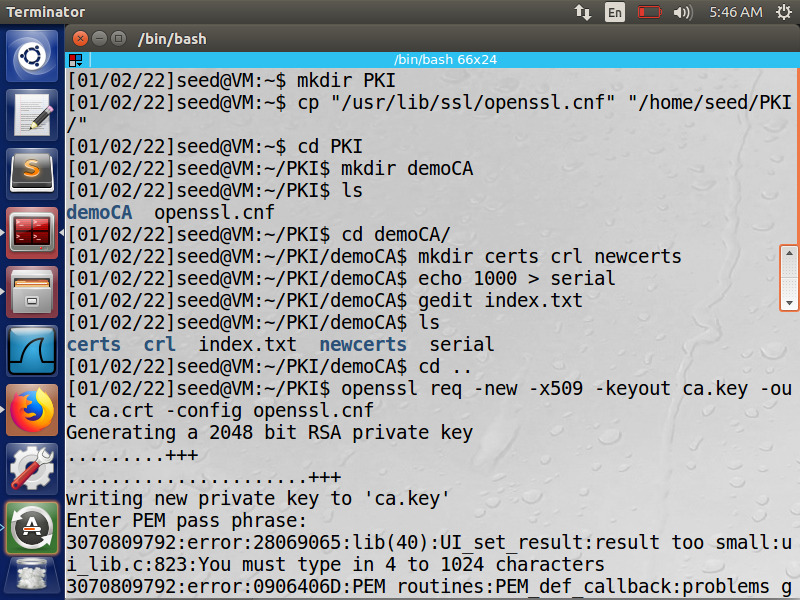 Terminator
En
5:46 AM
/bin/bash
/bin/bash 66x24
[01/02/22]seed@VM:~$ mkdir PKI
[01/02/22]seed@VM:~$ cp "/usr/lib/ssl/openssl.cnf" "/home/seed/PKI
/"
[01/02/22]seed@VM:~$ cd PKI
[01/02/22]seed@VM:~/PKI$ mkdir demoCA
[01/02/22]seed@VM:~/PKI$ ls
demoCA  openssl.cnf
[01/02/22]seed@VM:~/PKI$ cd demoCA/
[01/02/22]seed@VM:~/PKI/demoCA$ mkdir certs crl newcerts
[01/02/22]seed@VM:~/PKI/demoCA$ echo 1000 > serial
[01/02/22]seed@VM:~/PKI/demoCA$ gedit index.txt
[01/02/22]seed@VM:~/PKI/demoCA$ ls
certs  crl  index.txt  newcerts  serial
[01/02/22]seed@VM:~/PKI/demoCA$ cd ..
[01/02/22]seed@VM:~/PKI$ openssl req -new -x509 -keyout ca.key -ou
t ca.crt -config openssl.cnf
Generating a 2048 bit RSA private key
.........+++
......................+++
writing new private key to 'ca.key'
Enter PEM pass phrase:
3070809792:error:28069065:lib(40):UI_set_result:result too small:u
i_lib.c:823:You must type in 4 to 1024 characters
3070809792:error:0906406D:PEM routines:PEM_def_callback:problems g